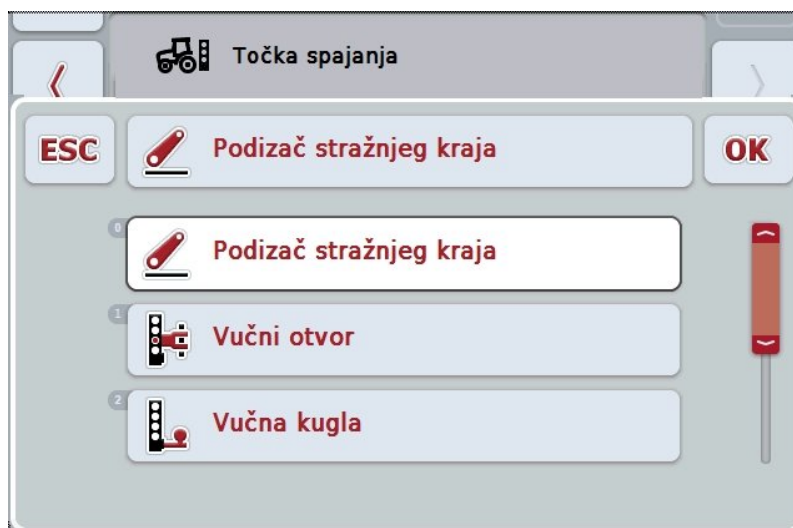 Točka spajanja
ESC
Podizač stražnjeg kraja
OK
0
Podizač stražnjeg kraja
1
Vučni otvor
2
Vučna kugla